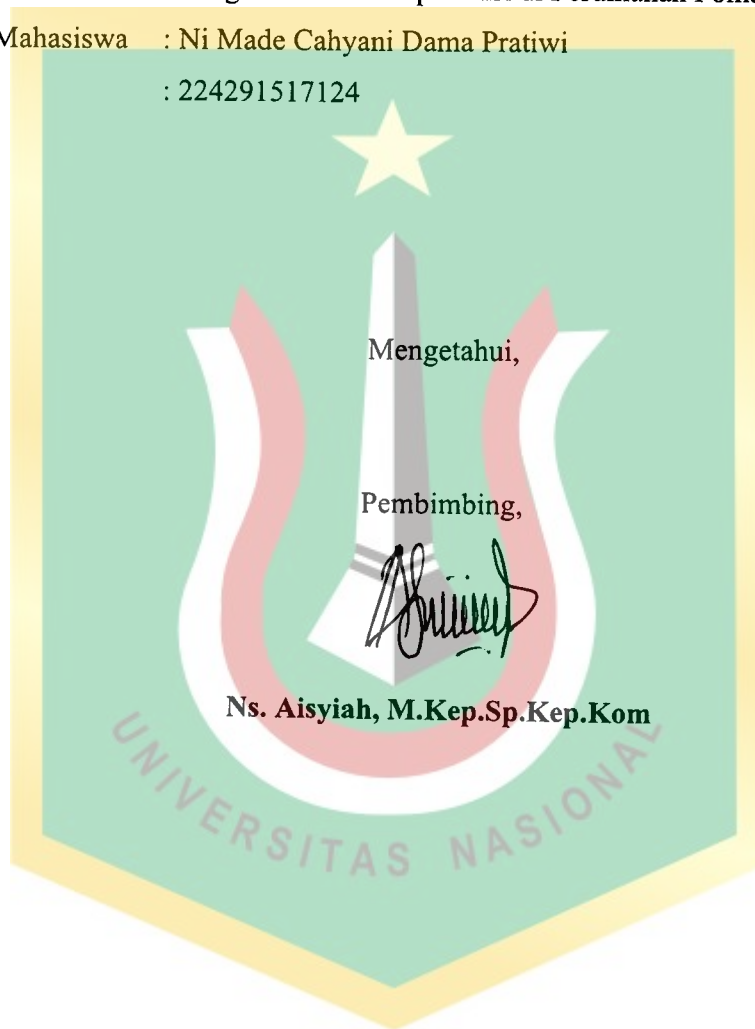 Mahasiswa : Ni Made Cahyani Dama Pratiwi
: 224291517124
Mengetahui,
Pembimbing,
Ns. Aisyiah, M.Kep.Sp.Kep.Kom
UNIVERSITAS NASIONAL